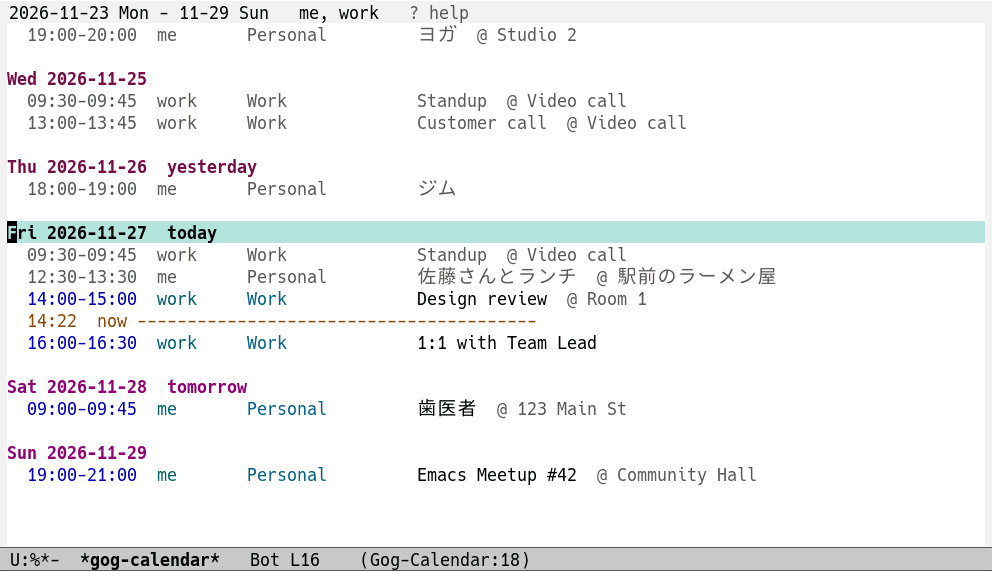 2026-11-23 Mon - 11-29 Sun   me, work   ? help
  19:00-20:00  me       Personal         ヨガ  @ Studio 2
Wed 2026-11-25
  09:30-09:45  work     Work             Standup  @ Video call
  13:00-13:45  work     Work             Customer call  @ Video call
Thu 2026-11-26  yesterday
  18:00-19:00  me       Personal         ジム
Fri 2026-11-27  today
  09:30-09:45  work     Work             Standup  @ Video call
  12:30-13:30  me       Personal         佐藤さんとランチ  @ 駅前のラーメン屋
  14:00-15:00  work     Work             Design review  @ Room 1
  14:22  now ----------------------------------------
  16:00-16:30  work     Work             1:1 with Team Lead
Sat 2026-11-28  tomorrow
  09:00-09:45  me       Personal         歯医者  @ 123 Main St
Sun 2026-11-29
  19:00-21:00  me       Personal         Emacs Meetup #42  @ Community Hall
U:%*-  *gog-calendar*   Bot L16    (Gog-Calendar:18)